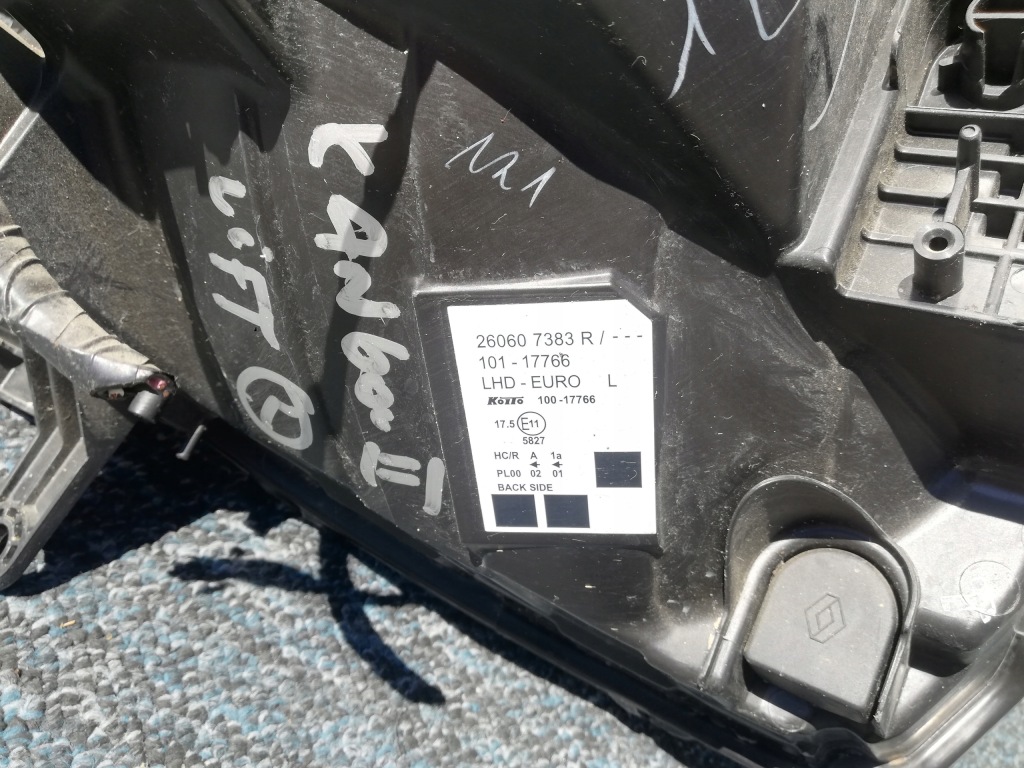 KANGOO II
LiFT L
1121
26060 7383 R / - - -
101 - 17766
LHD - EURO L
KOITO 100-17766
17.5 E11
5827
HC/R A 1a
PL00 02 01
BACK SIDE